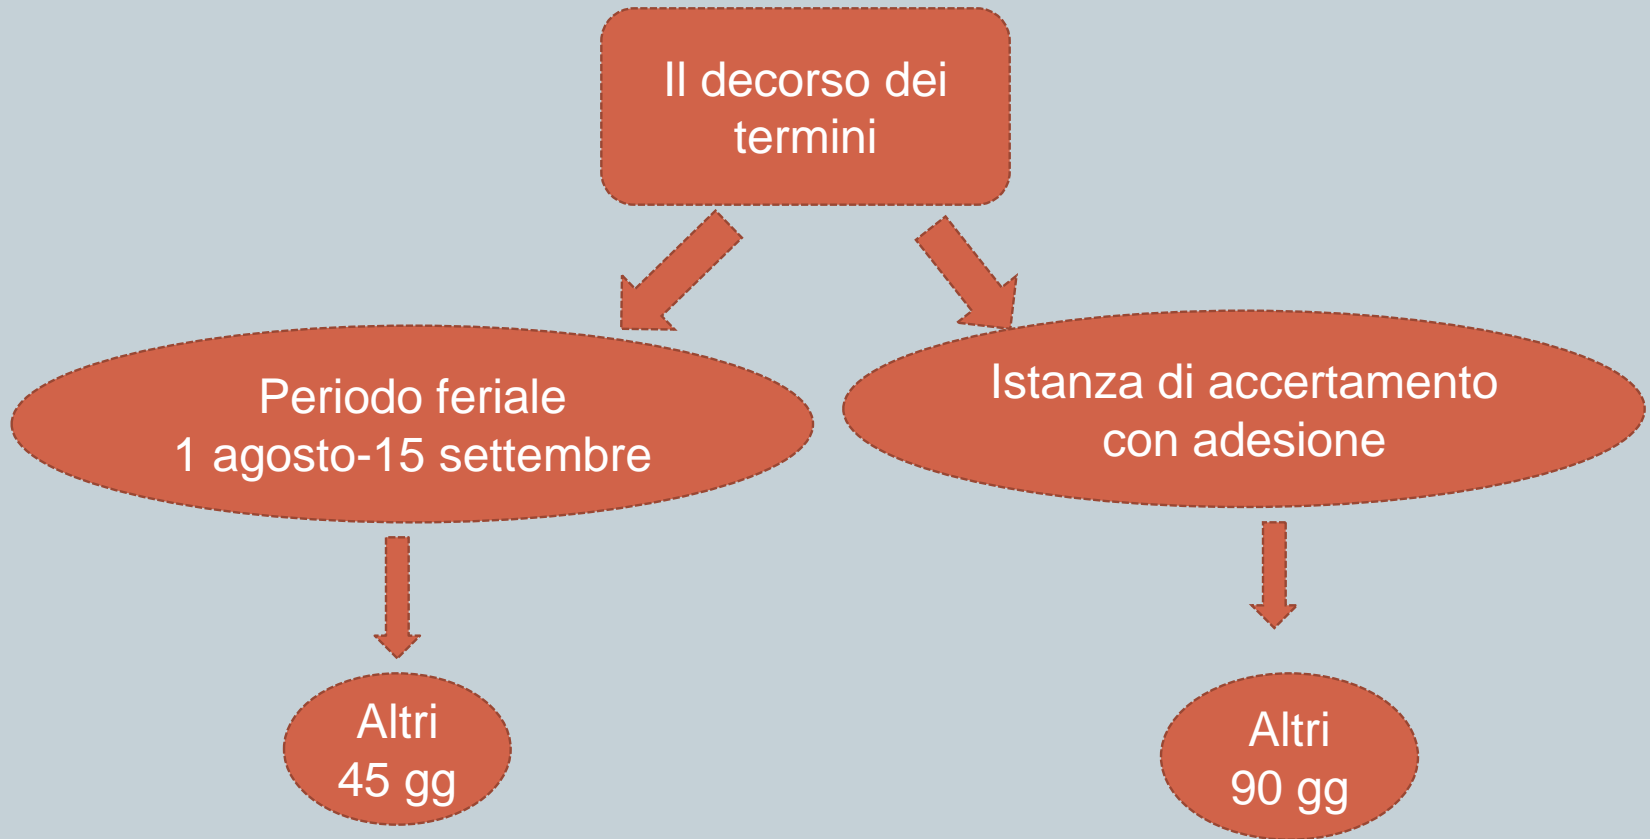 Il decorso dei
termini
Periodo feriale
1 agosto-15 settembre
Istanza di accertamento
con adesione
Altri
45 gg
Altri
90 gg